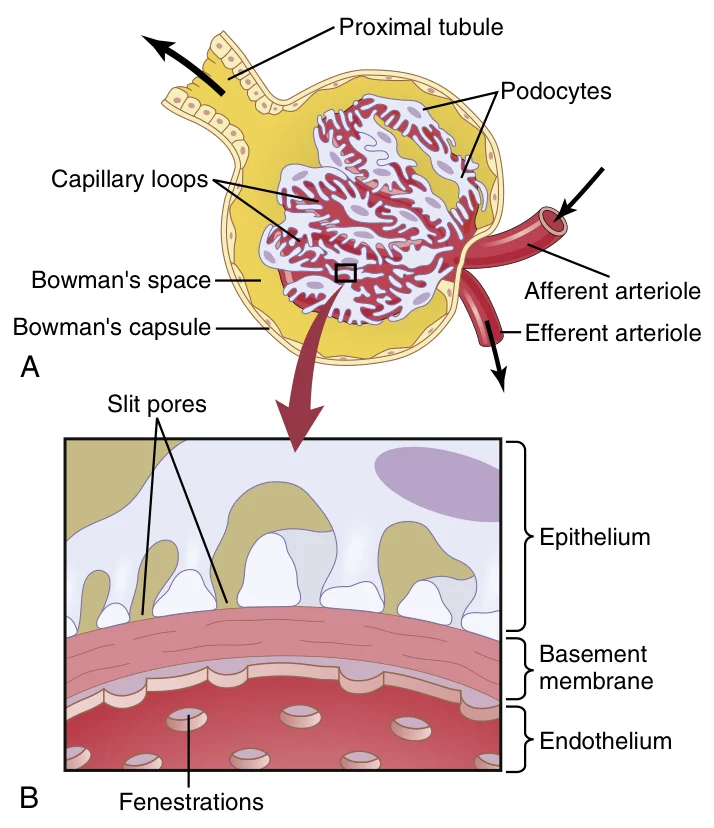 Proximal tubule
Podocytes
Capillary loops
Bowman's space
Afferent arteriole
Bowman's capsule
Efferent arteriole
A
Slit pores
Epithelium
Basement
membrane
Endothelium
B
Fenestrations